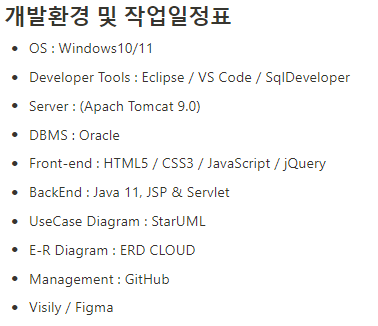 개발환경 및 작업일정표
• OS : Windows10/11
• Developer Tools : Eclipse / VS Code / SqlDeveloper
• Server : (Apach Tomcat 9.0)
• DBMS : Oracle
• Front-end : HTML5 / CSS3 / JavaScript / jQuery
• BackEnd : Java 11, JSP & Servlet
• UseCase Diagram : StarUML
• E-R Diagram : ERD CLOUD
• Management : GitHub
• Visily / Figma